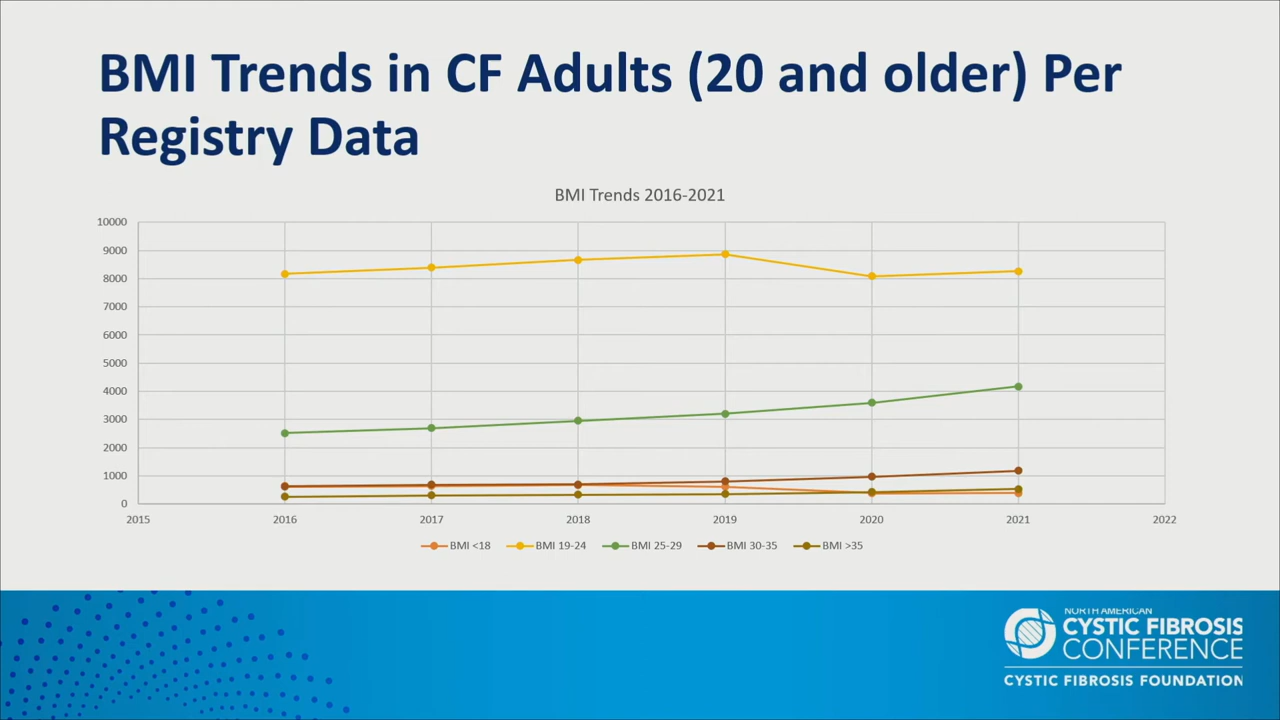 BMI Trends in CF Adults (20 and older) Per
Registry Data
BMI Trends 2016-2021
10000
9000
8000
7000
6000
5000
4000
3000
2000
1000
0
2015 2016 2017 2018 2019 2020 2021 2022
BMI <18 BMI 19-24 BMI 25-29 BMI 30-35 BMI >35
NORTH AMERICAN
CYSTIC FIBROSIS
CONFERENCE
CYSTIC FIBROSIS FOUNDATION